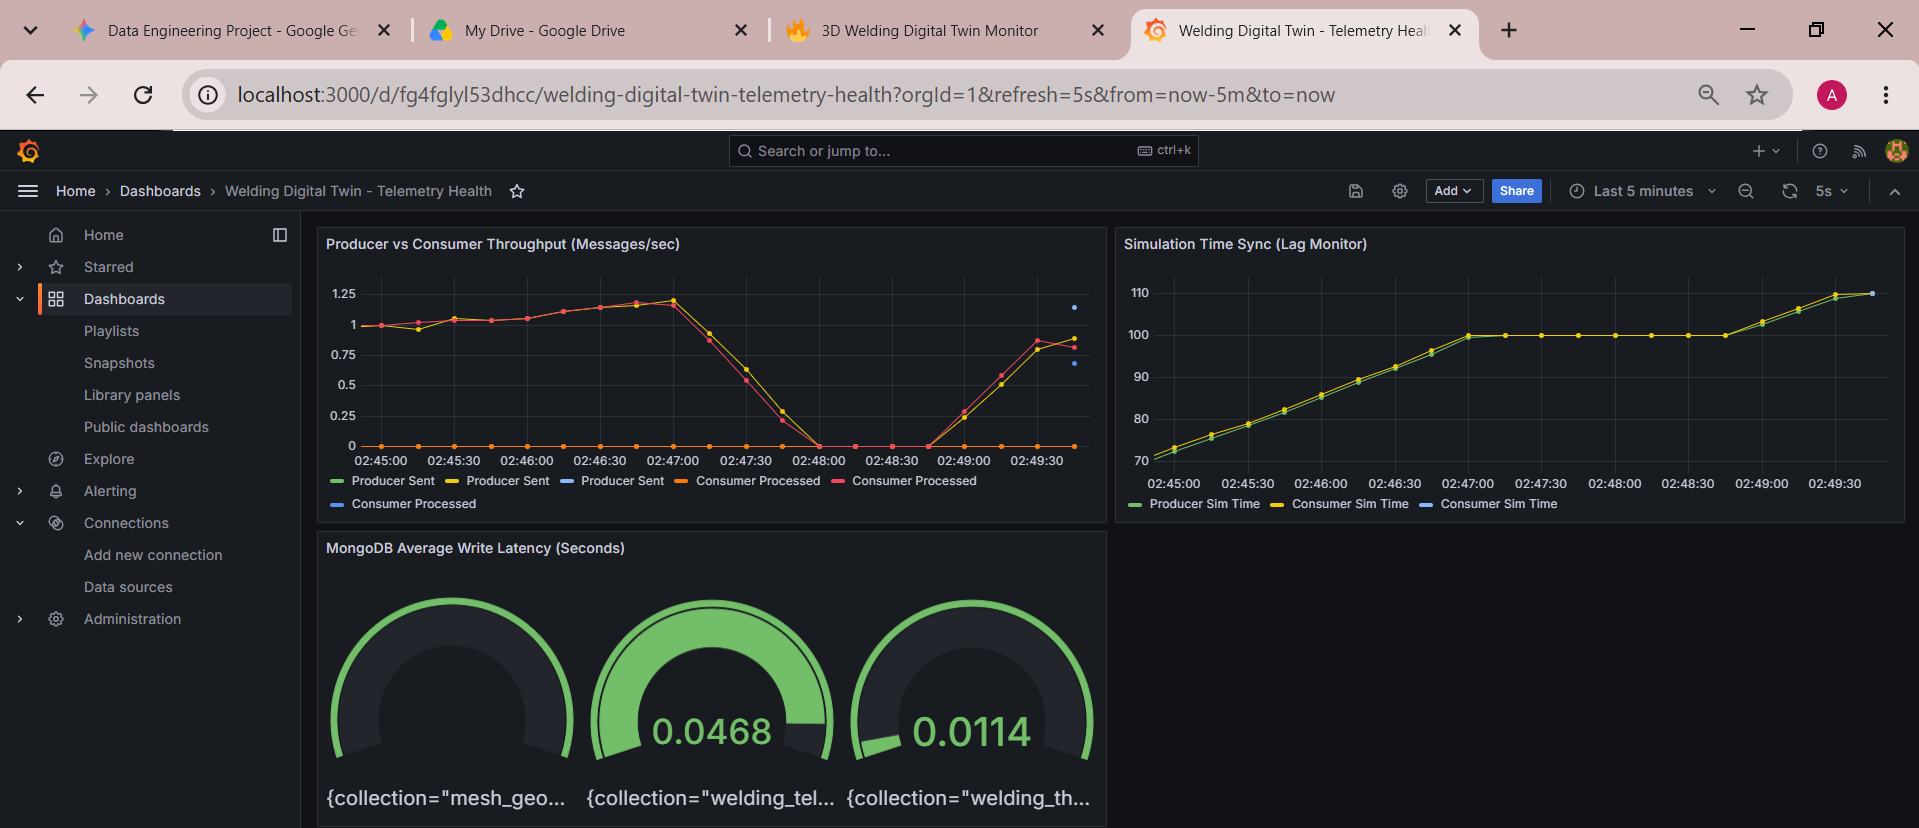 Data Engineering Project - Google Ge
My Drive - Google Drive
3D Welding Digital Twin Monitor
Welding Digital Twin - Telemetry Healt
localhost:3000/d/fg4fglyl53dhcc/welding-digital-twin-telemetry-health?orgId=1&refresh=5s&from=now-5m&to=now
A
Search or jump to...
ctrl+k
Home › Dashboards › Welding Digital Twin - Telemetry Health
Add
Share
Last 5 minutes
5s
Home
Starred
Dashboards
Playlists
Snapshots
Library panels
Public dashboards
Explore
Alerting
Connections
Add new connection
Data sources
Administration
Producer vs Consumer Throughput (Messages/sec)
1.25
1
0.75
0.5
0.25
0
02:45:00 02:45:30 02:46:00 02:46:30 02:47:00 02:47:30 02:48:00 02:48:30 02:49:00 02:49:30
Producer Sent Producer Sent Producer Sent Consumer Processed Consumer Processed
Consumer Processed
Simulation Time Sync (Lag Monitor)
110
100
90
80
70
02:45:00 02:45:30 02:46:00 02:46:30 02:47:00 02:47:30 02:48:00 02:48:30 02:49:00 02:49:30
Producer Sim Time Consumer Sim Time Consumer Sim Time
MongoDB Average Write Latency (Seconds)
0.0468
0.0114
{collection="mesh_geo...
{collection="welding_tel...
{collection="welding_th...